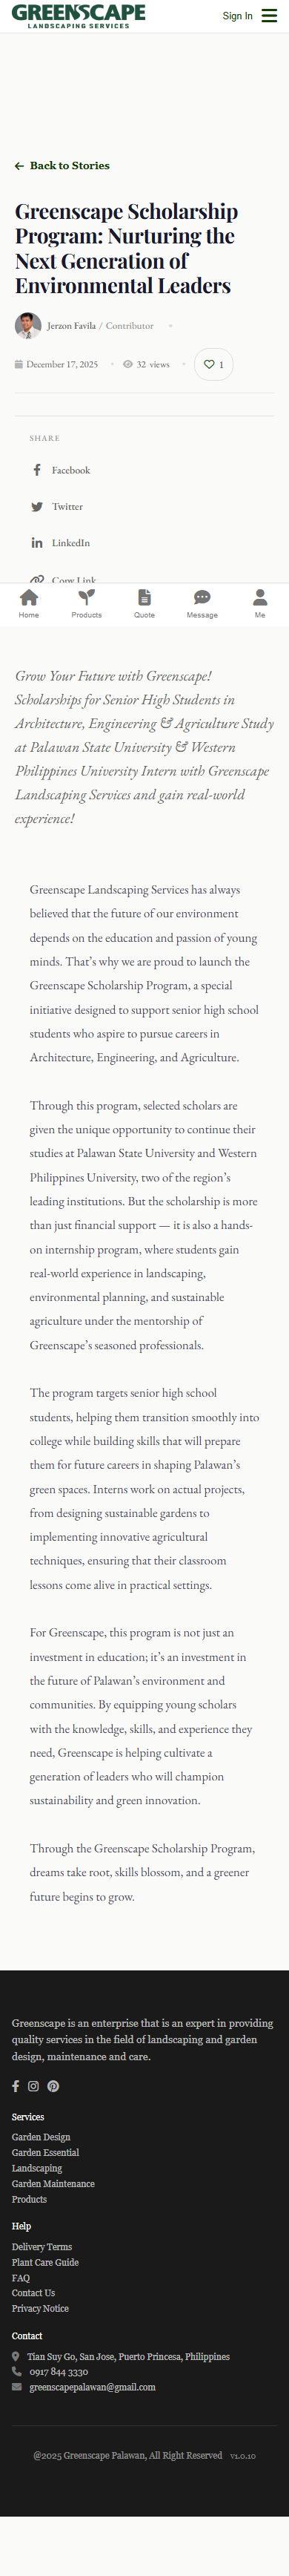 GREENSCAPE
LANDSCAPING SERVICES
Sign In
Back to Stories
Greenscape Scholarship
Program: Nurturing the
Next Generation of
Environmental Leaders
Jerzon Favila / Contributor
December 17, 2025 32 views 1
SHARE
Facebook
Twitter
LinkedIn
Copy Link
Home Products Quote Message Me
Grow Your Future with Greenscape!
Scholarships for Senior High Students in
Architecture, Engineering & Agriculture Study
at Palawan State University & Western
Philippines University Intern with Greenscape
Landscaping Services and gain real-world
experience!
Greenscape Landscaping Services has always
believed that the future of our environment
depends on the education and passion of young
minds. That’s why we are proud to launch the
Greenscape Scholarship Program, a special
initiative designed to support senior high school
students who aspire to pursue careers in
Architecture, Engineering, and Agriculture.
Through this program, selected scholars are
given the unique opportunity to continue their
studies at Palawan State University and Western
Philippines University, two of the region’s
leading institutions. But the scholarship is more
than just financial support — it is also a hands-
on internship program, where students gain
real-world experience in landscaping,
environmental planning, and sustainable
agriculture under the mentorship of
Greenscape’s seasoned professionals.
The program targets senior high school
students, helping them transition smoothly into
college while building skills that will prepare
them for future careers in shaping Palawan’s
green spaces. Interns work on actual projects,
from designing sustainable gardens to
implementing innovative agricultural
techniques, ensuring that their classroom
lessons come alive in practical settings.
For Greenscape, this program is not just an
investment in education; it’s an investment in
the future of Palawan’s environment and
communities. By equipping young scholars
with the knowledge, skills, and experience they
need, Greenscape is helping cultivate a
generation of leaders who will champion
sustainability and green innovation.
Through the Greenscape Scholarship Program,
dreams take root, skills blossom, and a greener
future begins to grow.
Greenscape is an enterprise that is an expert in providing
quality services in the field of landscaping and garden
design, maintenance and care.
Services
Garden Design
Garden Essential
Landscaping
Garden Maintenance
Products
Help
Delivery Terms
Plant Care Guide
FAQ
Contact Us
Privacy Notice
Contact
Tian Suy Go, San Jose, Puerto Princesa, Philippines
0917 844 3330
greenscapepalawan@gmail.com
@2025 Greenscape Palawan, All Right Reserved v1.0.10